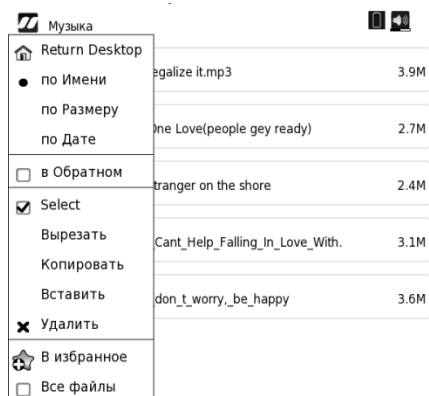 Музыка
Return Desktop
по Имени
egalize it.mp3 3.9M
по Размеру
по Дате
One Love(people gey ready) 2.7M
в Обратном
tranger on the shore 2.4M
Select
Вырезать
Cant_Help_Falling_In_Love_With. 3.1M
Копировать
Вставить
don_t_worry,_be_happy 3.6M
Удалить
В избранное
Все файлы